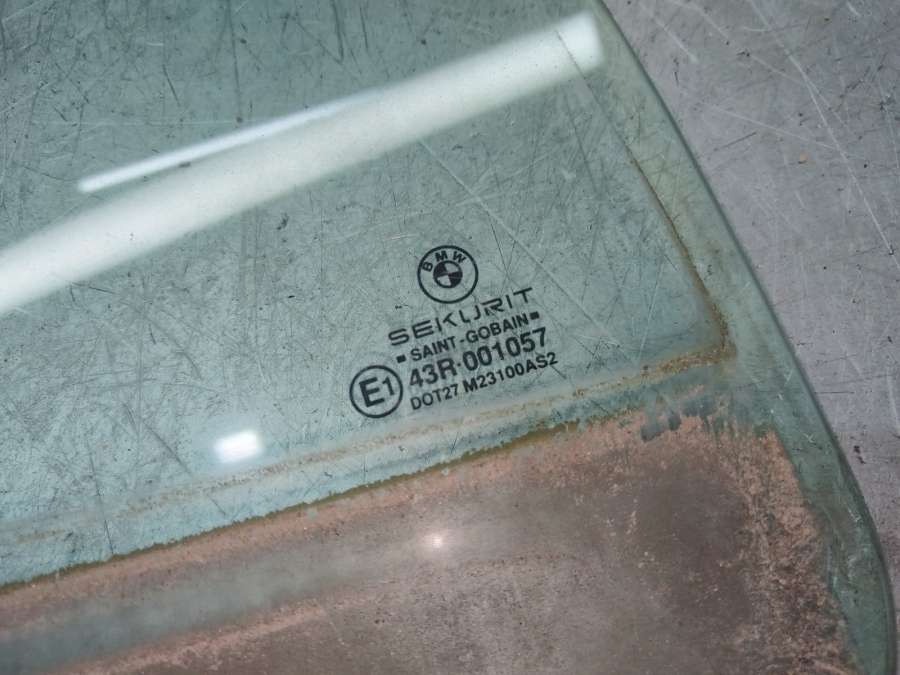 BMW
SEKURIT
▪ SAINT-GOBAIN ▪
E1 43R-001057
DOT27 M23100AS2